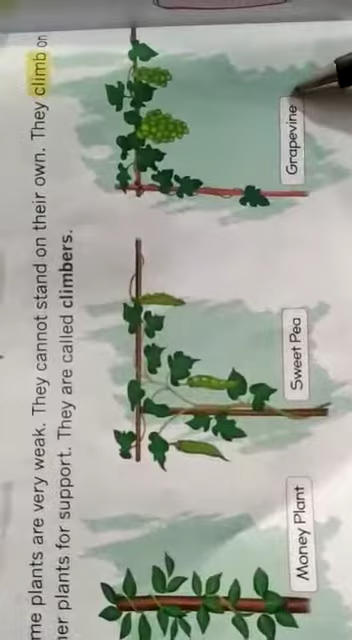 me plants are very weak. They cannot stand on their own. They climb on
er plants for support. They are called climbers.
Money Plant
Sweet Pea
Grapevine